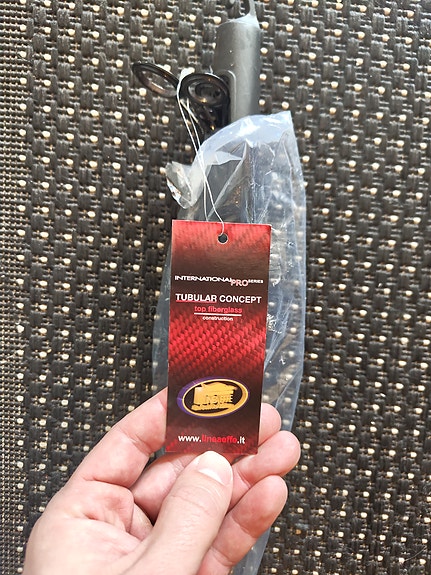 INTERNATIONAL PRO SERIES
TUBULAR CONCEPT
top fiberglass
construction
www.lineaeffe.it